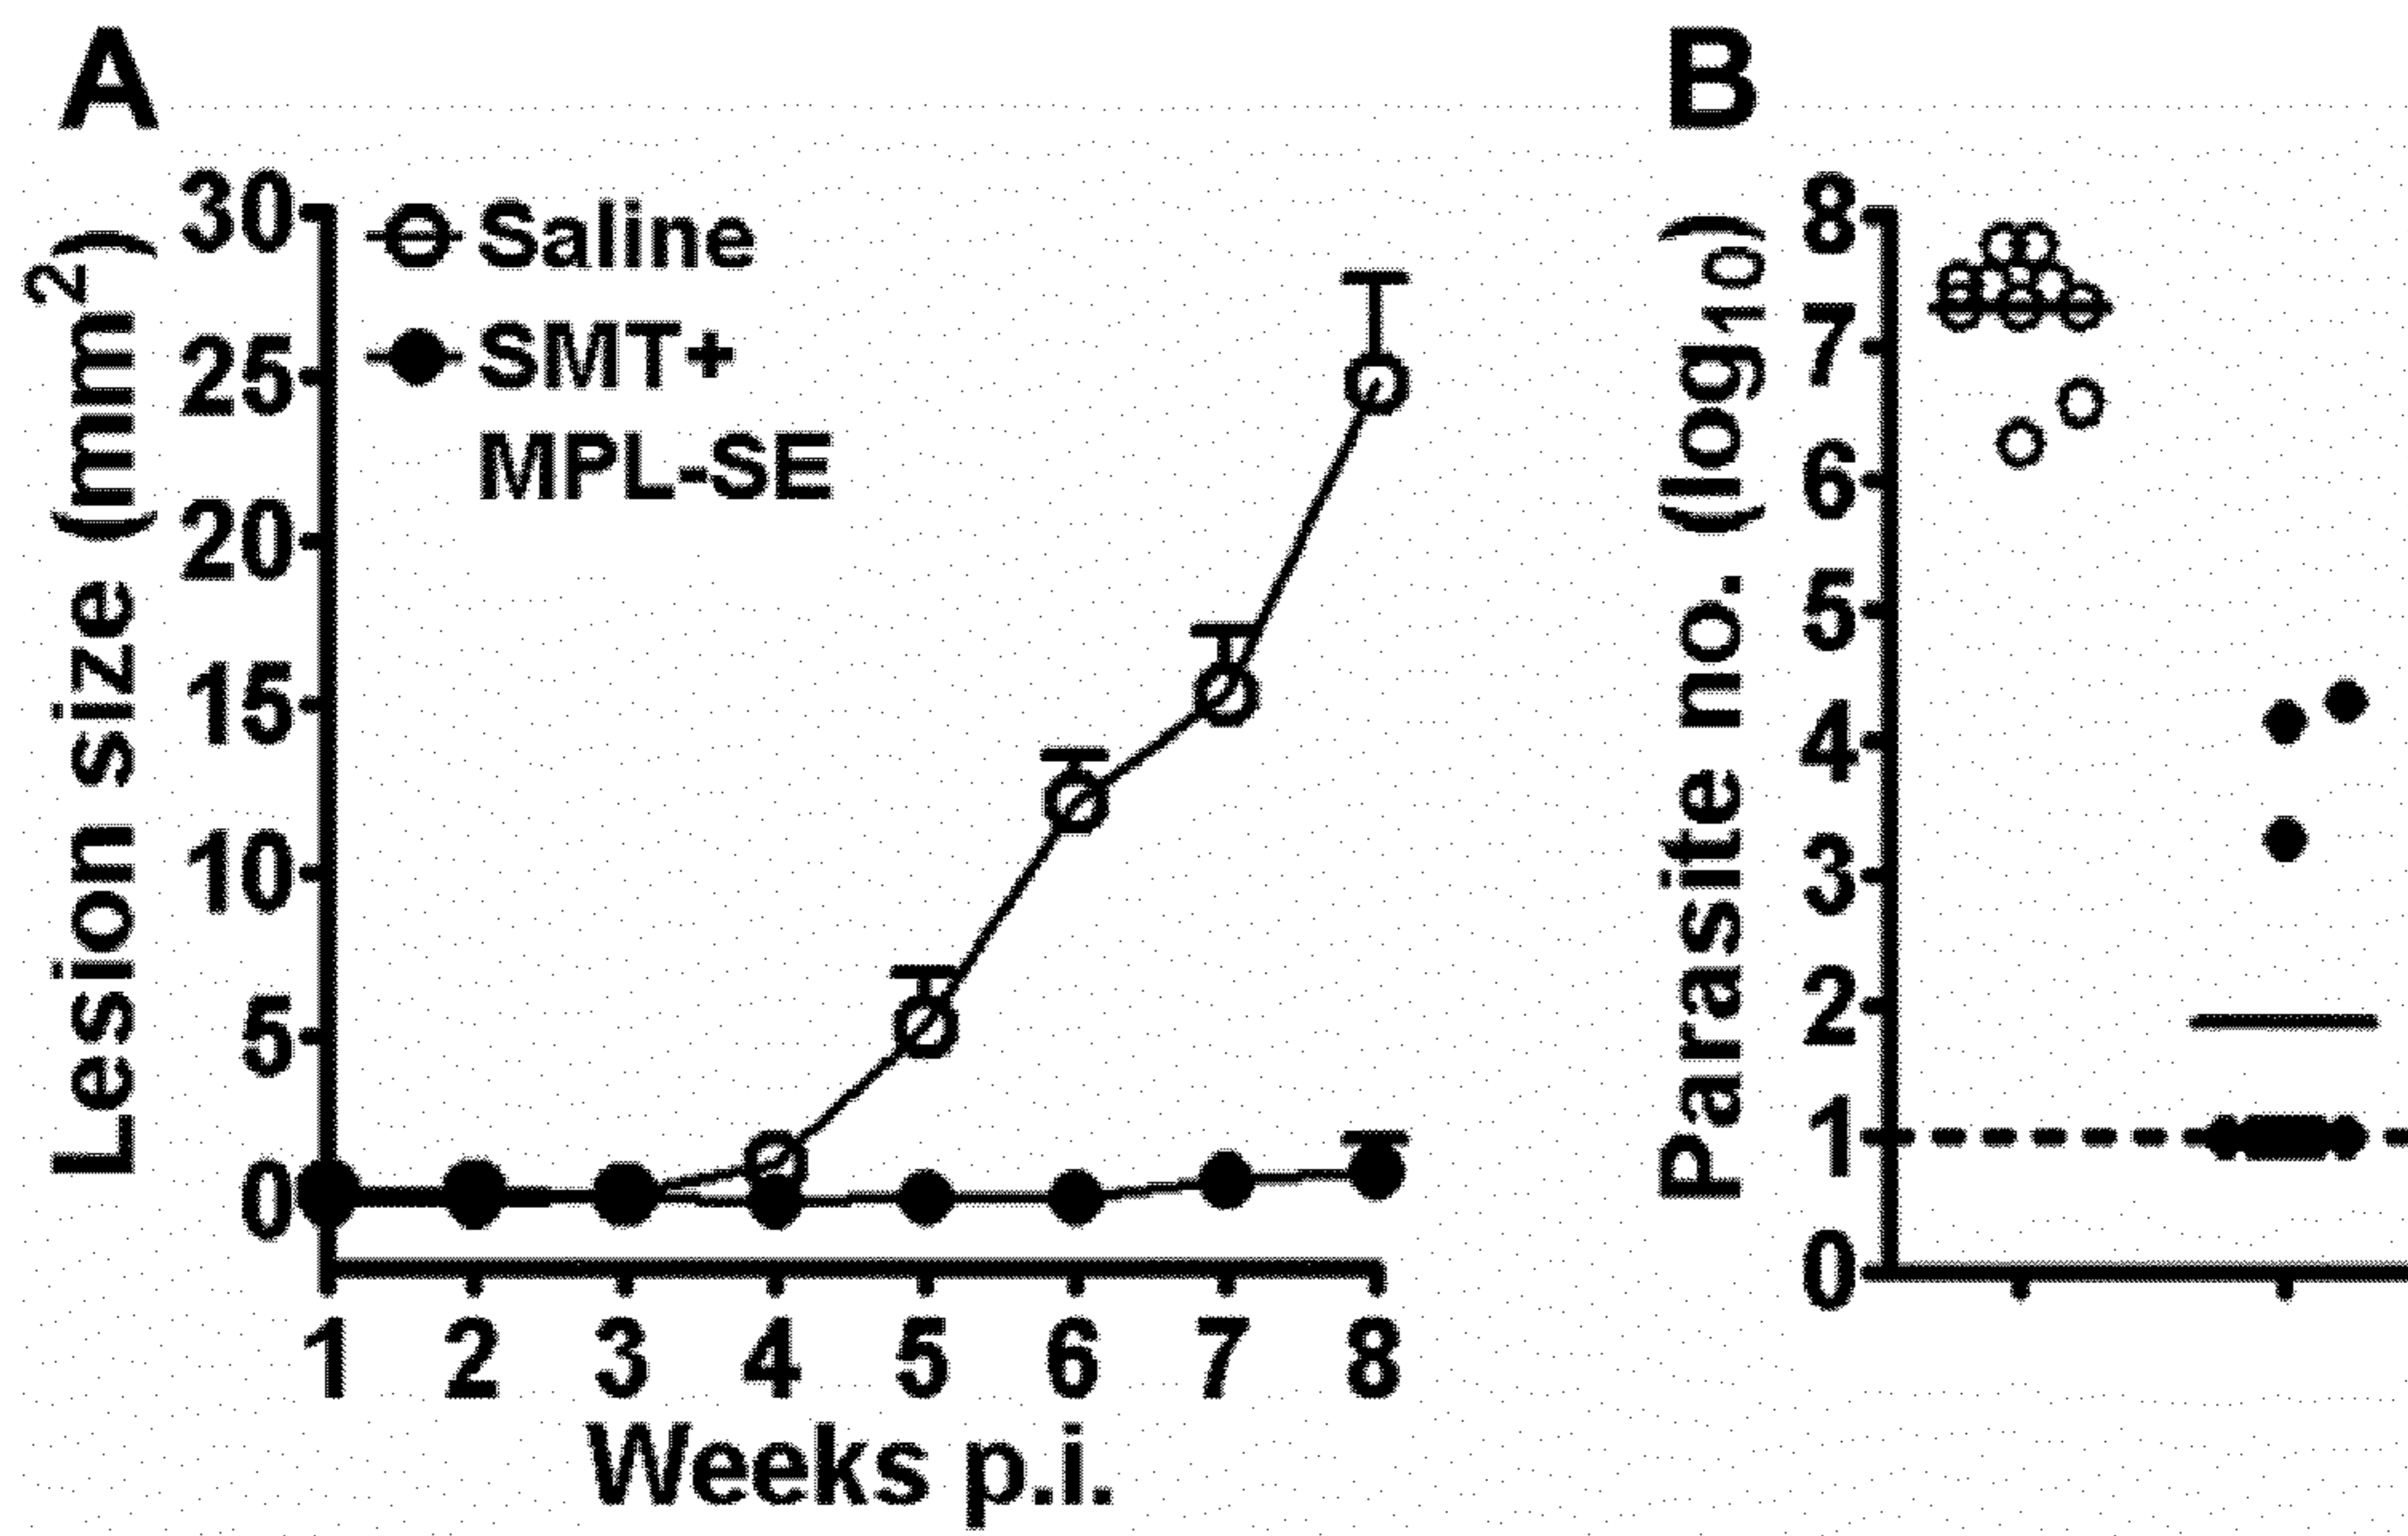 A
Lesion size (mm²)
30
25
20
15
10
5
0
Saline
SMT+
MPL-SE
1 2 3 4 5 6 7 8
Weeks p.i.
B
Parasite no. (log₁₀)
8
7
6
5
4
3
2
1
0